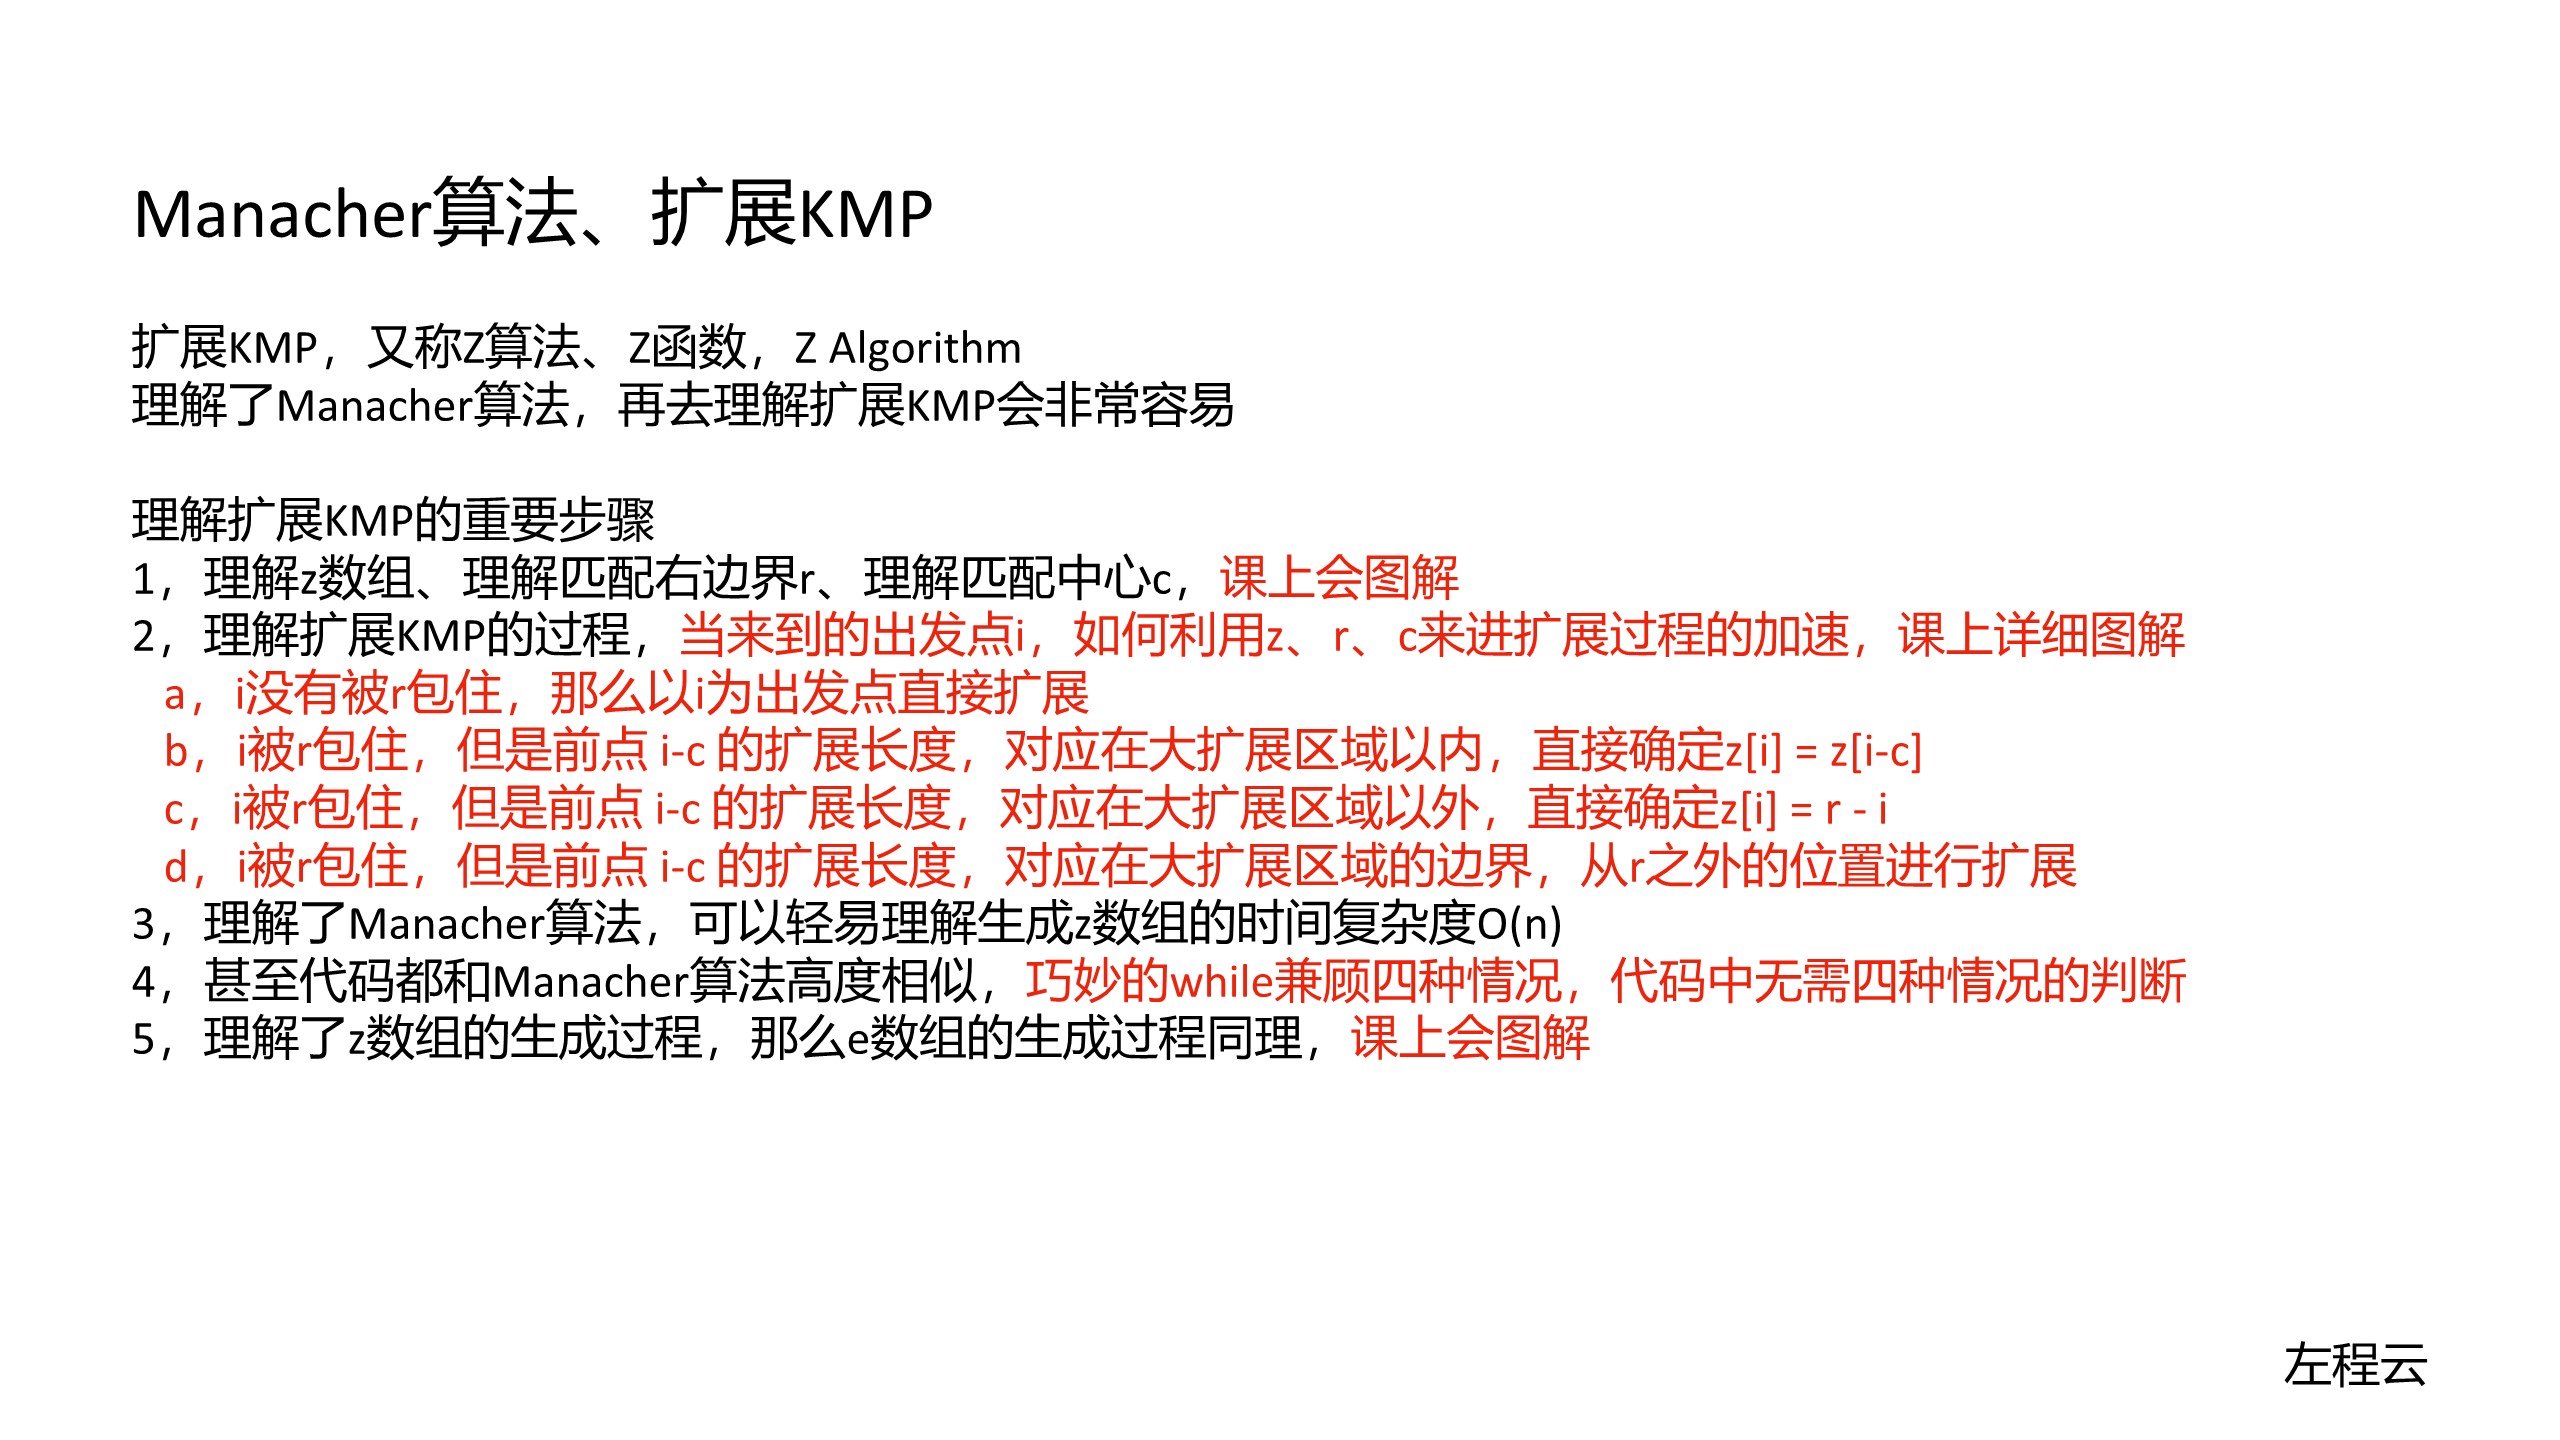 Manacher算法、扩展KMP
扩展KMP，又称Z算法、Z函数，Z Algorithm
理解了Manacher算法，再去理解扩展KMP会非常容易
理解扩展KMP的重要步骤
1，理解z数组、理解匹配右边界r、理解匹配中心c，课上会图解
2，理解扩展KMP的过程，当来到的出发点i，如何利用z、r、c来进扩展过程的加速，课上详细图解
a，i没有被r包住，那么以i为出发点直接扩展
b，i被r包住，但是前点 i-c 的扩展长度，对应在大扩展区域以内，直接确定z[i] = z[i-c]
c，i被r包住，但是前点 i-c 的扩展长度，对应在大扩展区域以外，直接确定z[i] = r - i
d，i被r包住，但是前点 i-c 的扩展长度，对应在大扩展区域的边界，从r之外的位置进行扩展
3，理解了Manacher算法，可以轻易理解生成z数组的时间复杂度O(n)
4，甚至代码都和Manacher算法高度相似，巧妙的while兼顾四种情况，代码中无需四种情况的判断
5，理解了z数组的生成过程，那么e数组的生成过程同理，课上会图解
左程云